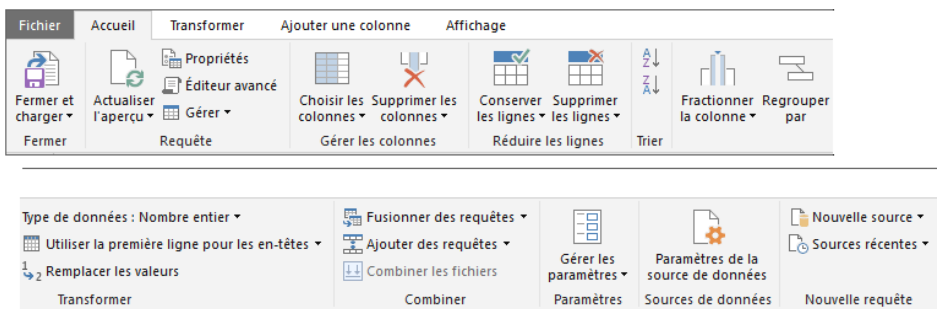 Fichier Accueil Transformer Ajouter une colonne Affichage
Fermer et charger
Actualiser l'aperçu
Propriétés
Éditeur avancé
Gérer
Choisir les colonnes
Supprimer les colonnes
Conserver les lignes
Supprimer les lignes
A
Z
Z
A
Fractionner la colonne
Regrouper par
Fermer Requête Gérer les colonnes Réduire les lignes Trier
Type de données : Nombre entier
Utiliser la première ligne pour les en-têtes
1
2 Remplacer les valeurs
Fusionner des requêtes
Ajouter des requêtes
Combiner les fichiers
Gérer les paramètres
Paramètres de la source de données
Nouvelle source
Sources récentes
Transformer Combiner Paramètres Sources de données Nouvelle requête